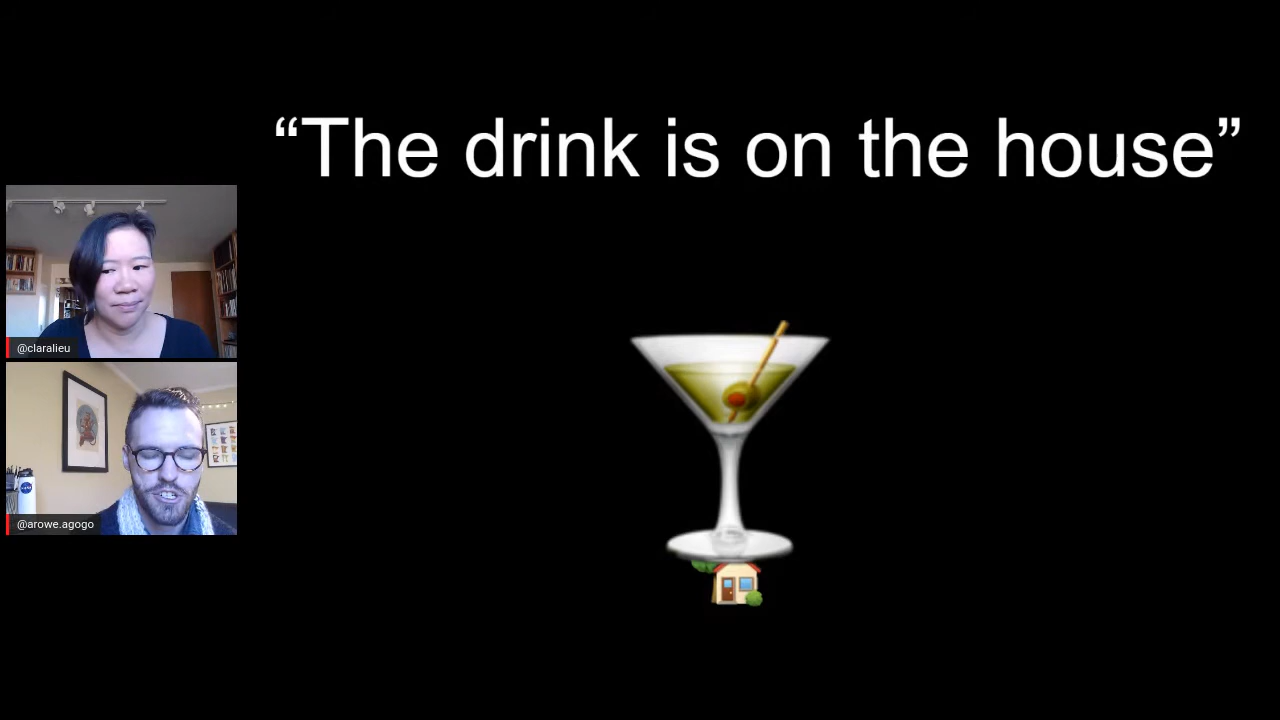 “The drink is on the house”
@claralieu
@arowe.agogo